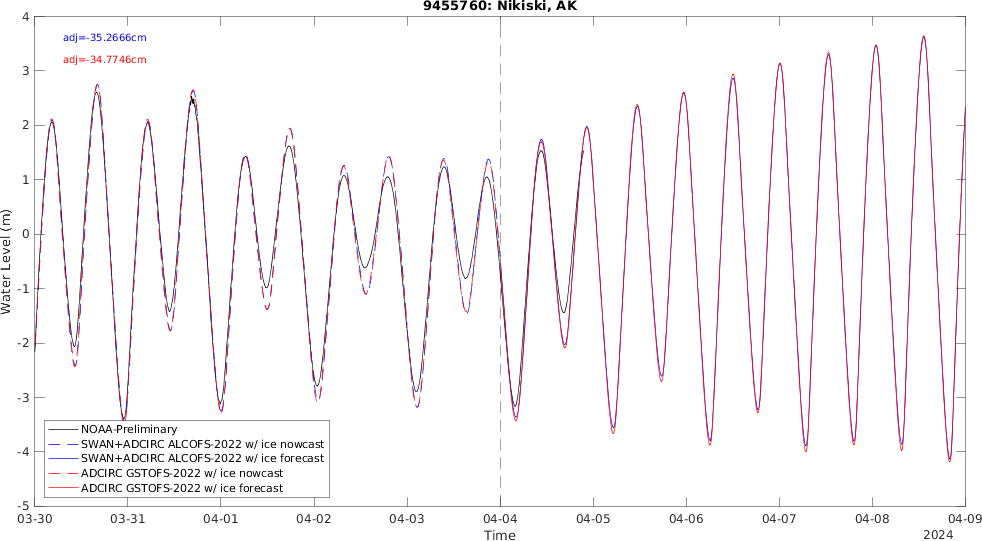 9455760: Nikiski, AK
adj=-35.2666cm
adj=-34.7746cm
Water Level (m)
4
3
2
1
0
-1
-2
-3
-4
-5
NOAA-Preliminary
SWAN+ADCIRC ALCOFS-2022 w/ ice nowcast
SWAN+ADCIRC ALCOFS-2022 w/ ice forecast
ADCIRC GSTOFS-2022 w/ ice nowcast
ADCIRC GSTOFS-2022 w/ ice forecast
03-30 03-31 04-01 04-02 04-03 04-04 04-05 04-06 04-07 04-08 04-09
Time
2024